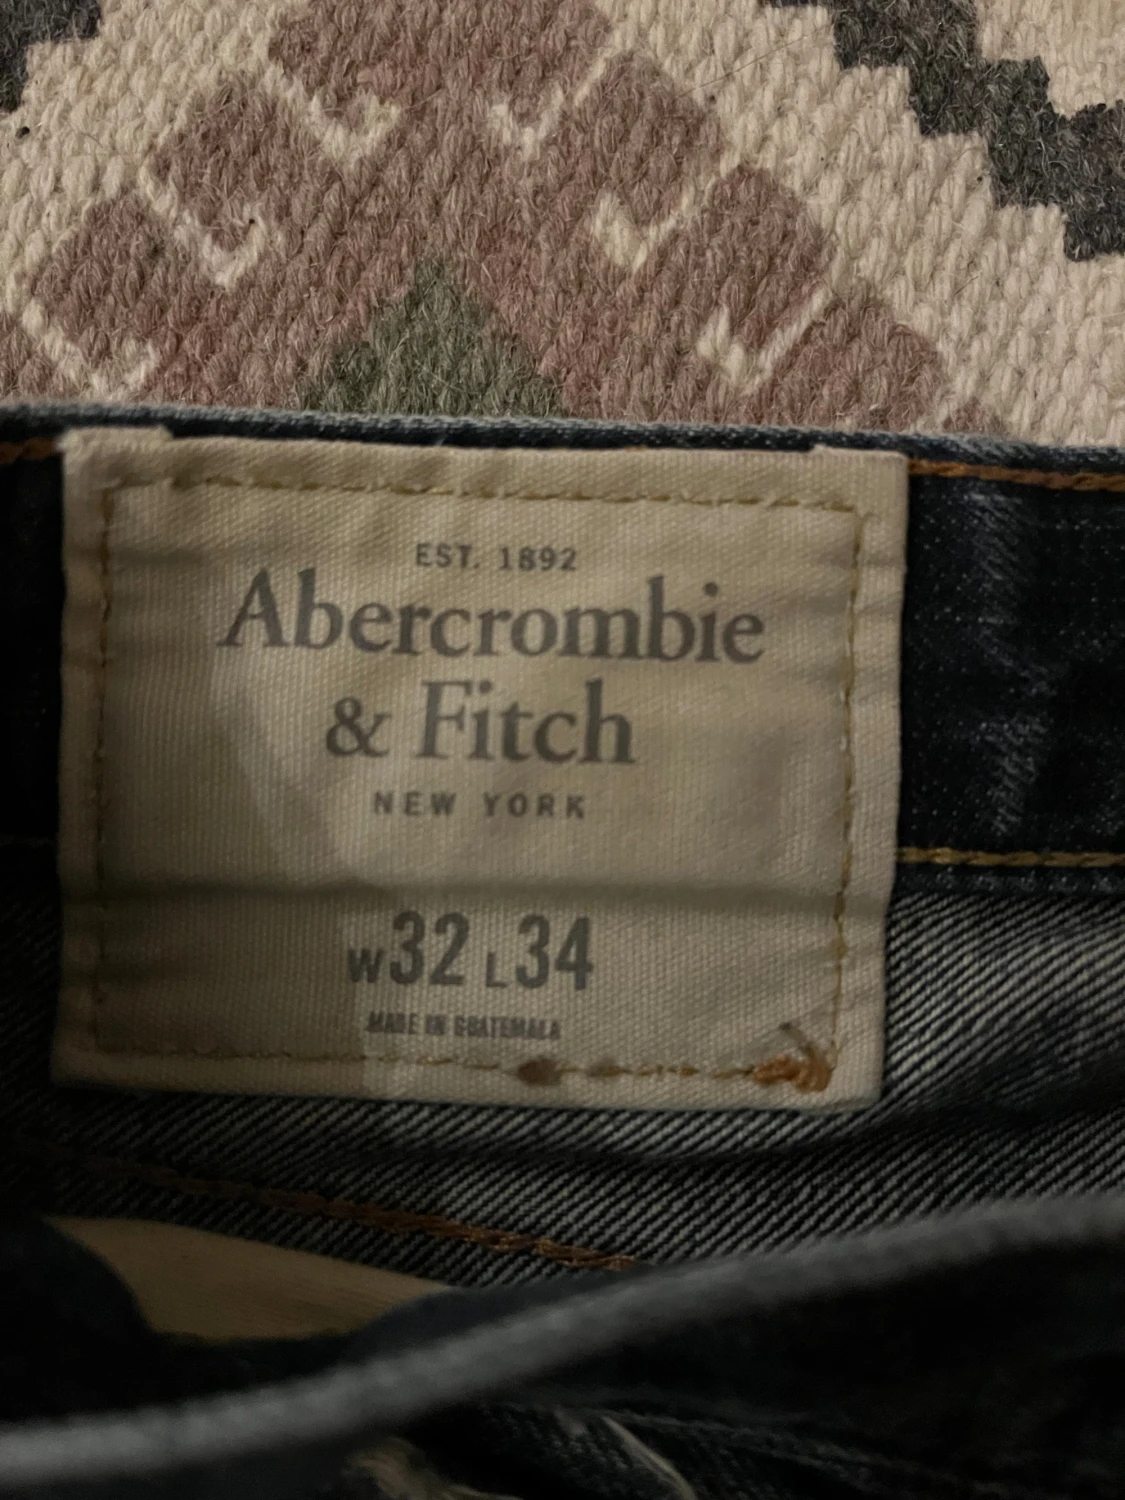 EST. 1892
Abercrombie
& Fitch
NEW YORK
W32 L34
MADE IN GUATEMALA